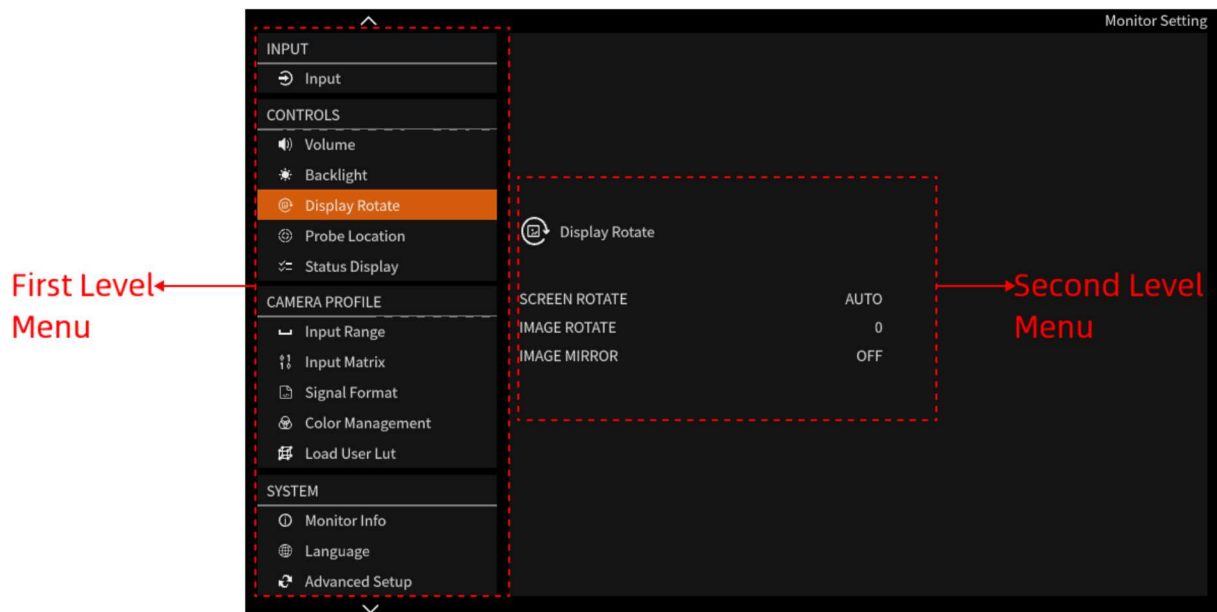 Monitor Setting
INPUT
Input
CONTROLS
Volume
Backlight
Display Rotate
Probe Location
Status Display
CAMERA PROFILE
Input Range
Input Matrix
Signal Format
Color Management
Load User Lut
SYSTEM
Monitor Info
Language
Advanced Setup
Display Rotate
SCREEN ROTATE AUTO
IMAGE ROTATE 0
IMAGE MIRROR OFF
First Level
Menu
Second Level
Menu